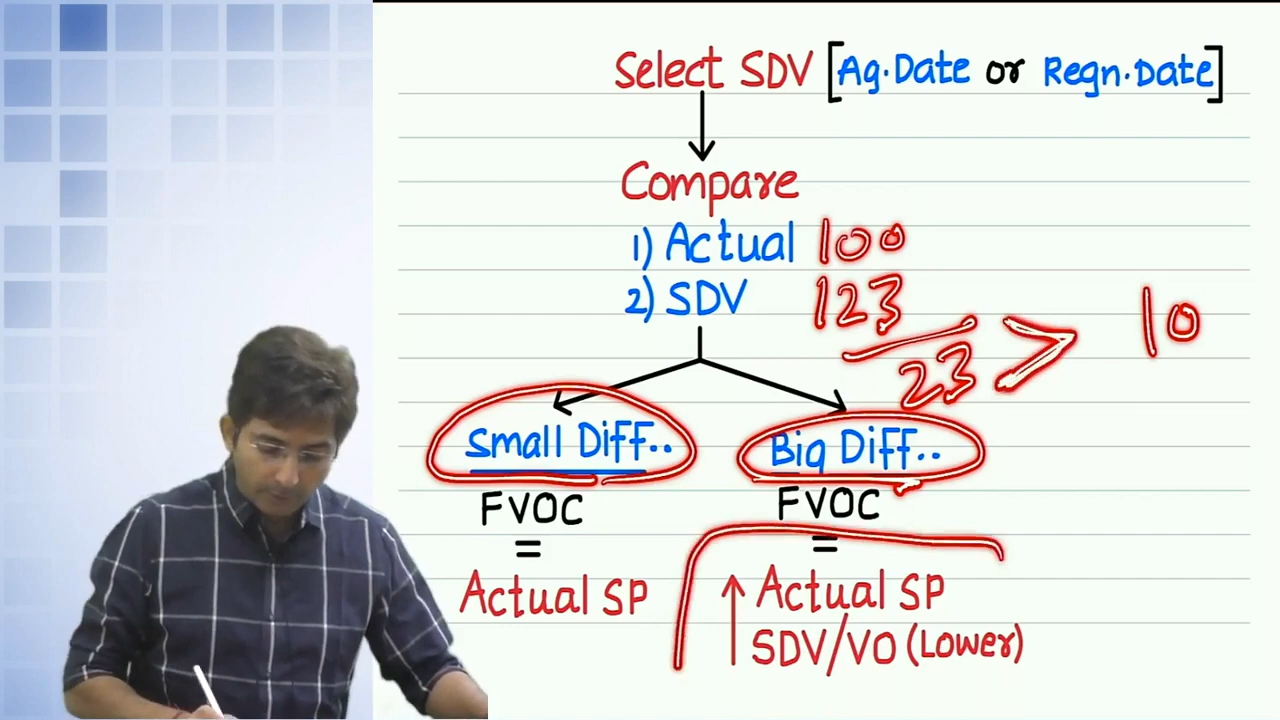 Select SDV [Ag.Date or Regn.Date]
Compare
1) Actual 100
2) SDV 123
23 > 10
Small Diff.. Big Diff..
FVOC FVOC
= =
Actual SP ↑ Actual SP
SDV/VO (Lower)